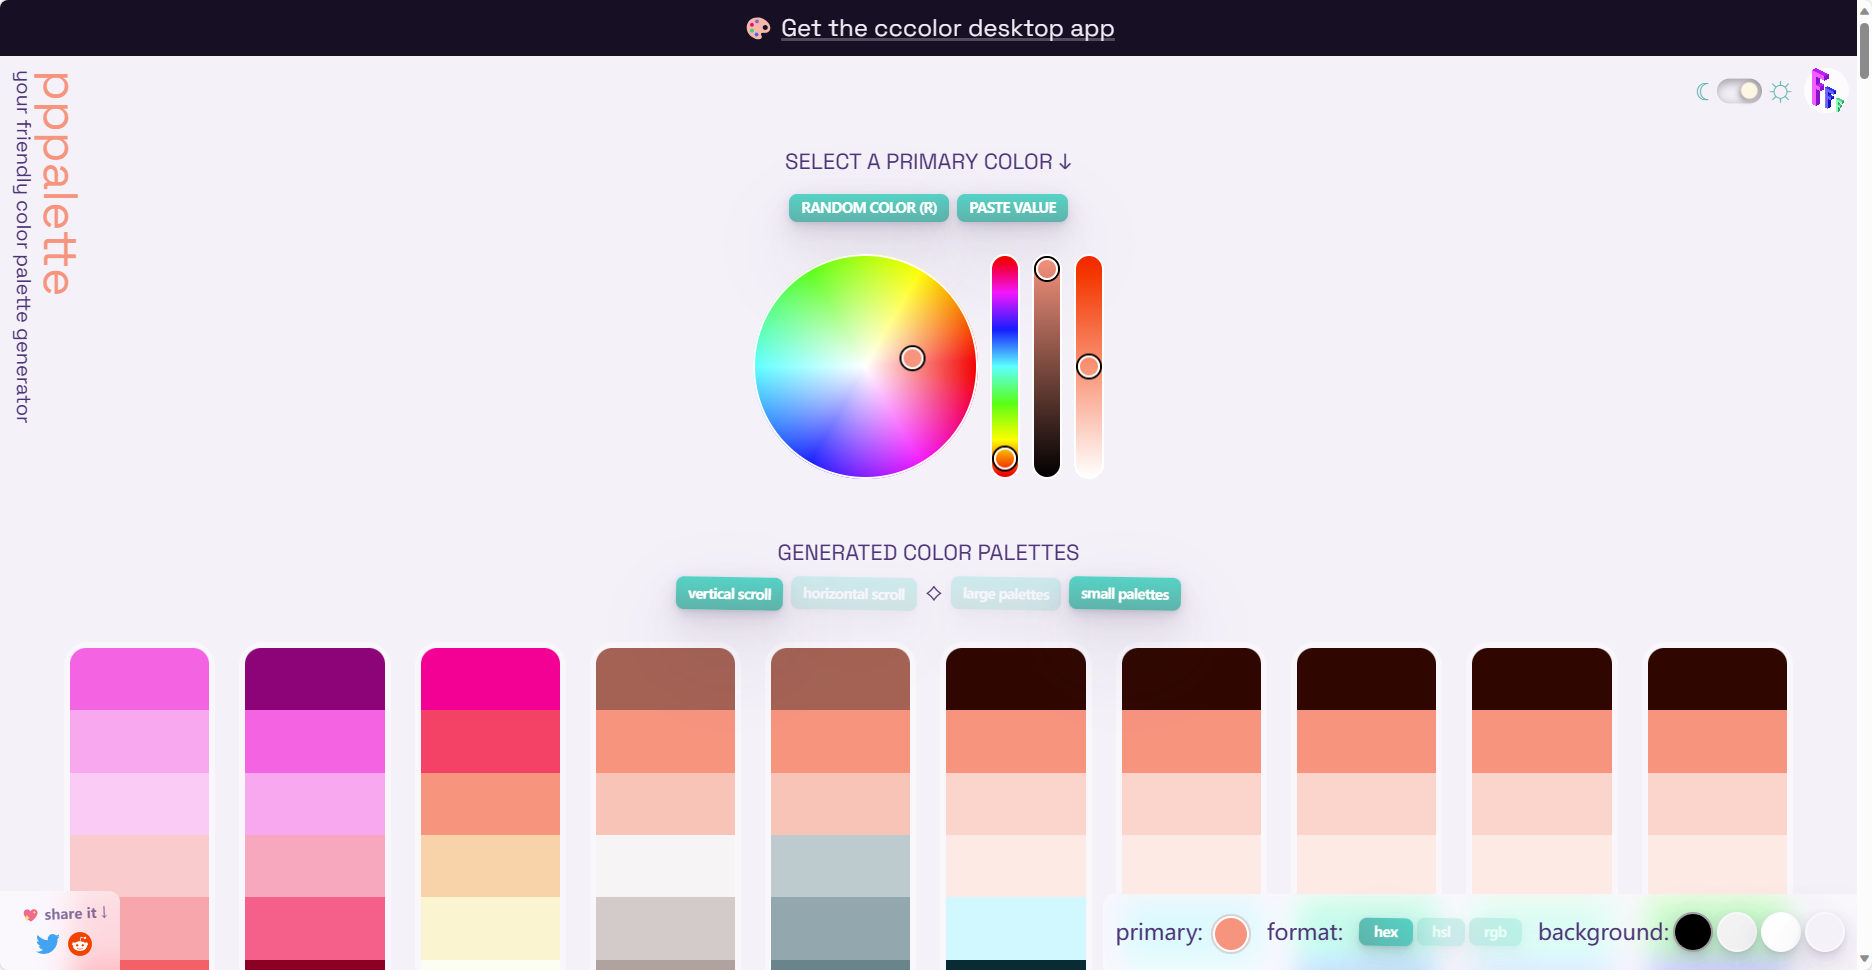 Get the cccolor desktop app
pppalette
your friendly color palette generator
SELECT A PRIMARY COLOR ↓
RANDOM COLOR (R) PASTE VALUE
GENERATED COLOR PALETTES
vertical scroll horizontal scroll ◇ large palettes small palettes
share it ↓
primary: format: hex hsl rgb background: